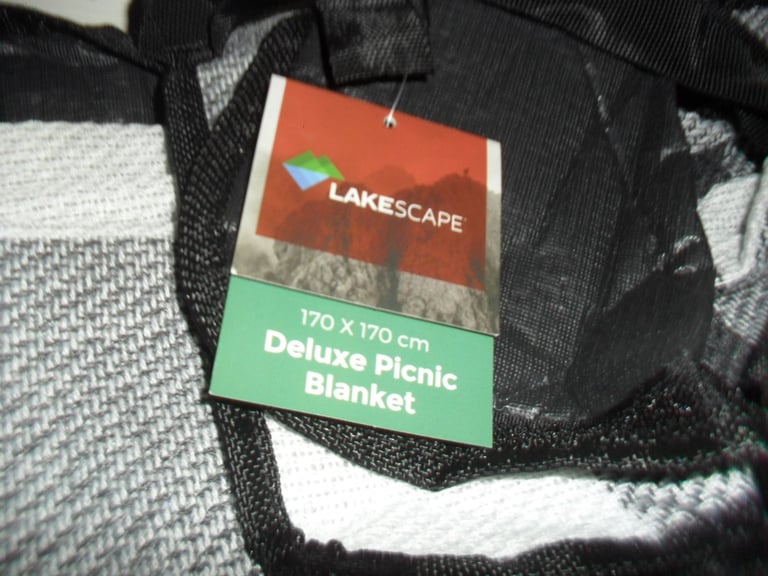 LAKESCAPE
170 X 170 cm
Deluxe Picnic
Blanket